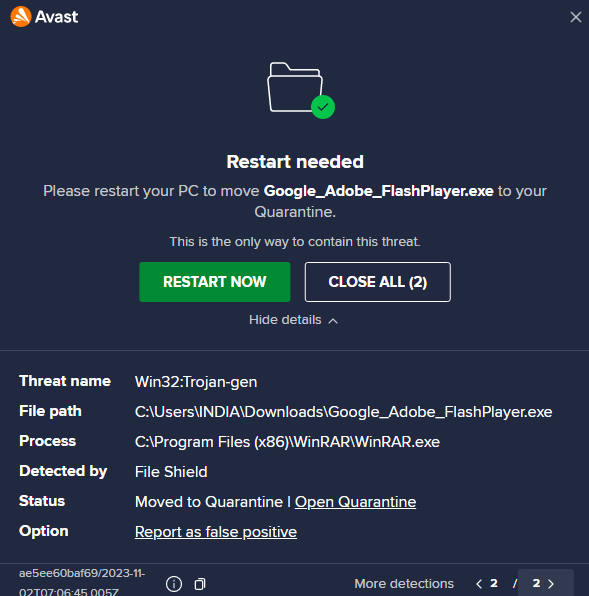 Avast
Restart needed
Please restart your PC to move Google_Adobe_FlashPlayer.exe to your
Quarantine.
This is the only way to contain this threat.
RESTART NOW
CLOSE ALL (2)
Hide details
Threat name Win32:Trojan-gen
File path C:\Users\INDIA\Downloads\Google_Adobe_FlashPlayer.exe
Process C:\Program Files (x86)\WinRAR\WinRAR.exe
Detected by File Shield
Status Moved to Quarantine | Open Quarantine
Option Report as false positive
ae5ee60baf69/2023-11-
02T07:06:45.005Z
More detections < 2 / 2 >